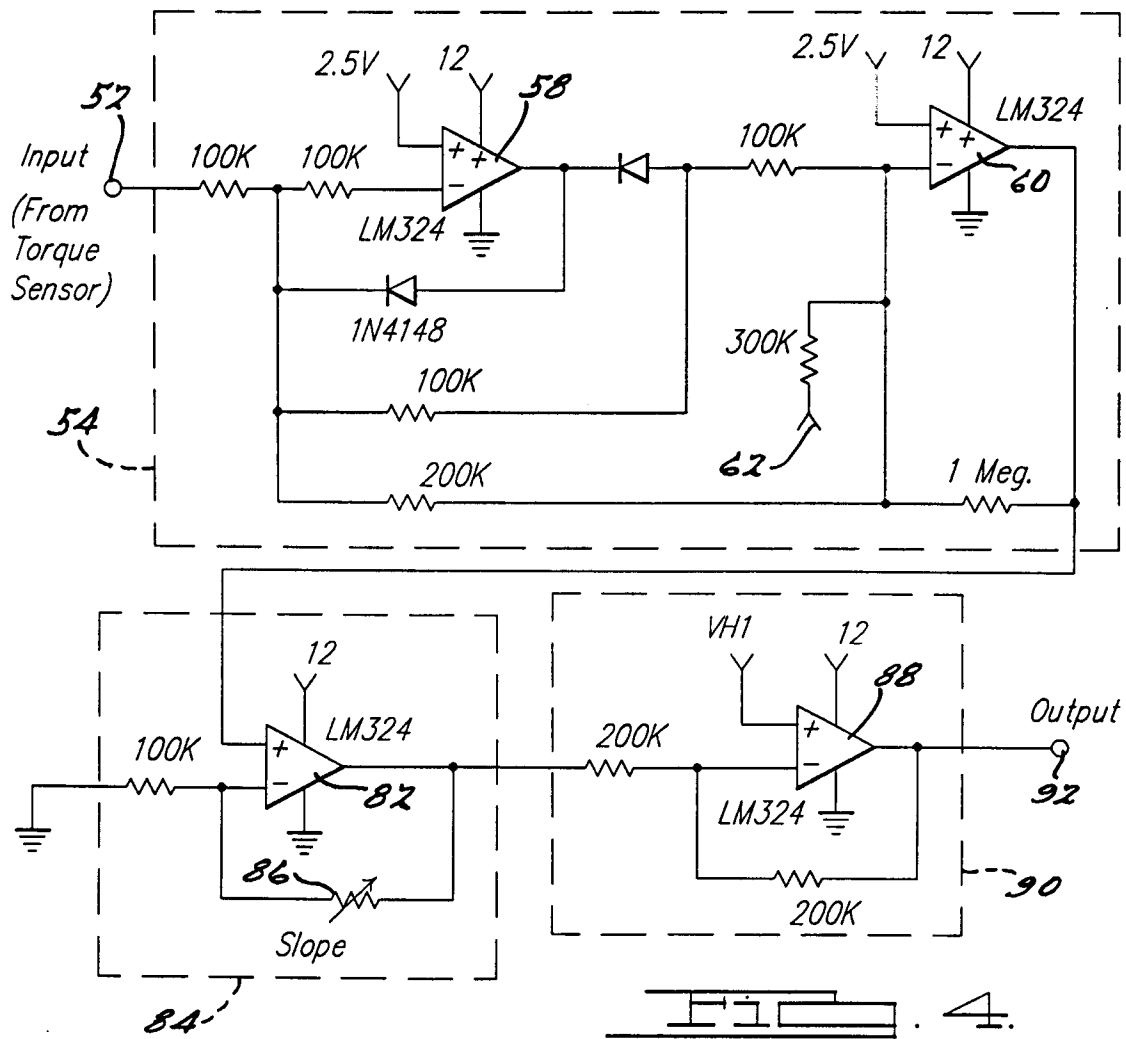 2.5V
12
58
2.5V
12
LM324
52
Input
(From
Torque
Sensor)
100K
100K
+
+
−
LM324
100K
+
+
−
60
1N4148
300K
100K
54
62
200K
1 Meg.
12
VH1
12
88
100K
+
−
LM324
82
200K
+
−
LM324
Output
92
86
Slope
200K
90
84
FIG. 4.